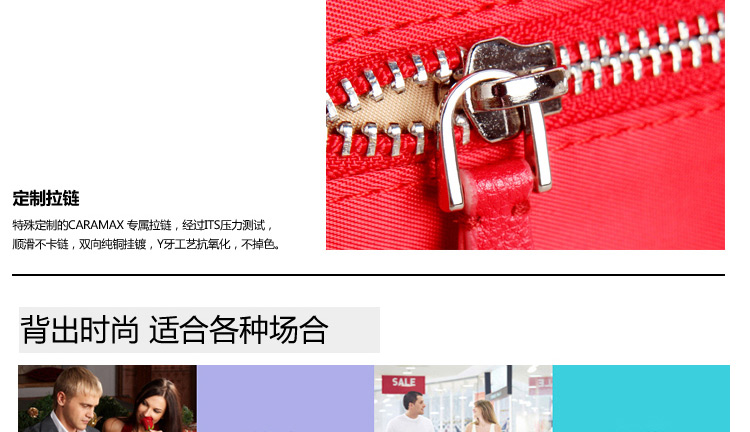 定制拉链
特殊定制的CARAMAX 专属拉链，经过ITS压力测试，
顺滑不卡链，双向纯铜挂镀，Y牙工艺抗氧化，不掉色。
背出时尚 适合各种场合
SALE